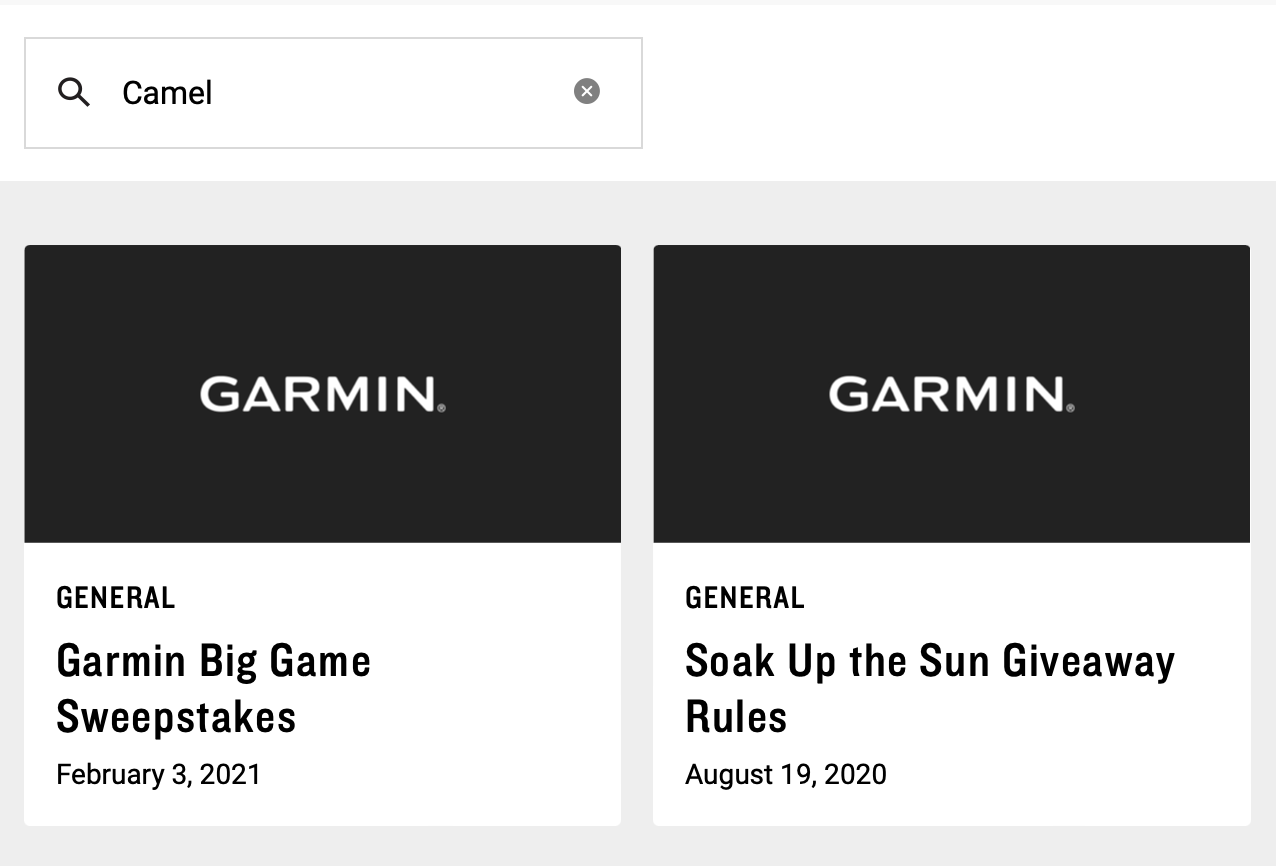 Camel
GARMIN®
GARMIN®
GENERAL
Garmin Big Game
Sweepstakes
February 3, 2021
GENERAL
Soak Up the Sun Giveaway
Rules
August 19, 2020